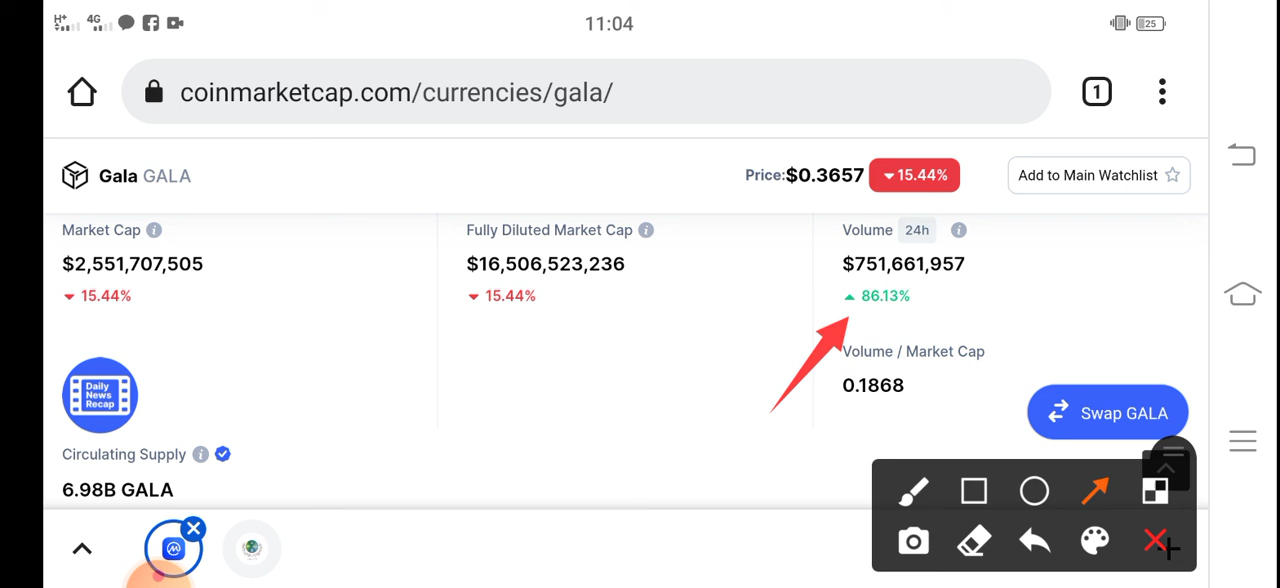 H+ 4G 11:04 25
coinmarketcap.com/currencies/gala/ 1
Gala GALA Price:$0.3657 15.44% Add to Main Watchlist
Market Cap Fully Diluted Market Cap Volume 24h
$2,551,707,505 $16,506,523,236 $751,661,957
15.44% 15.44% 86.13%
Volume / Market Cap
0.1868
Daily
News
Recap
Swap GALA
Circulating Supply
6.98B GALA